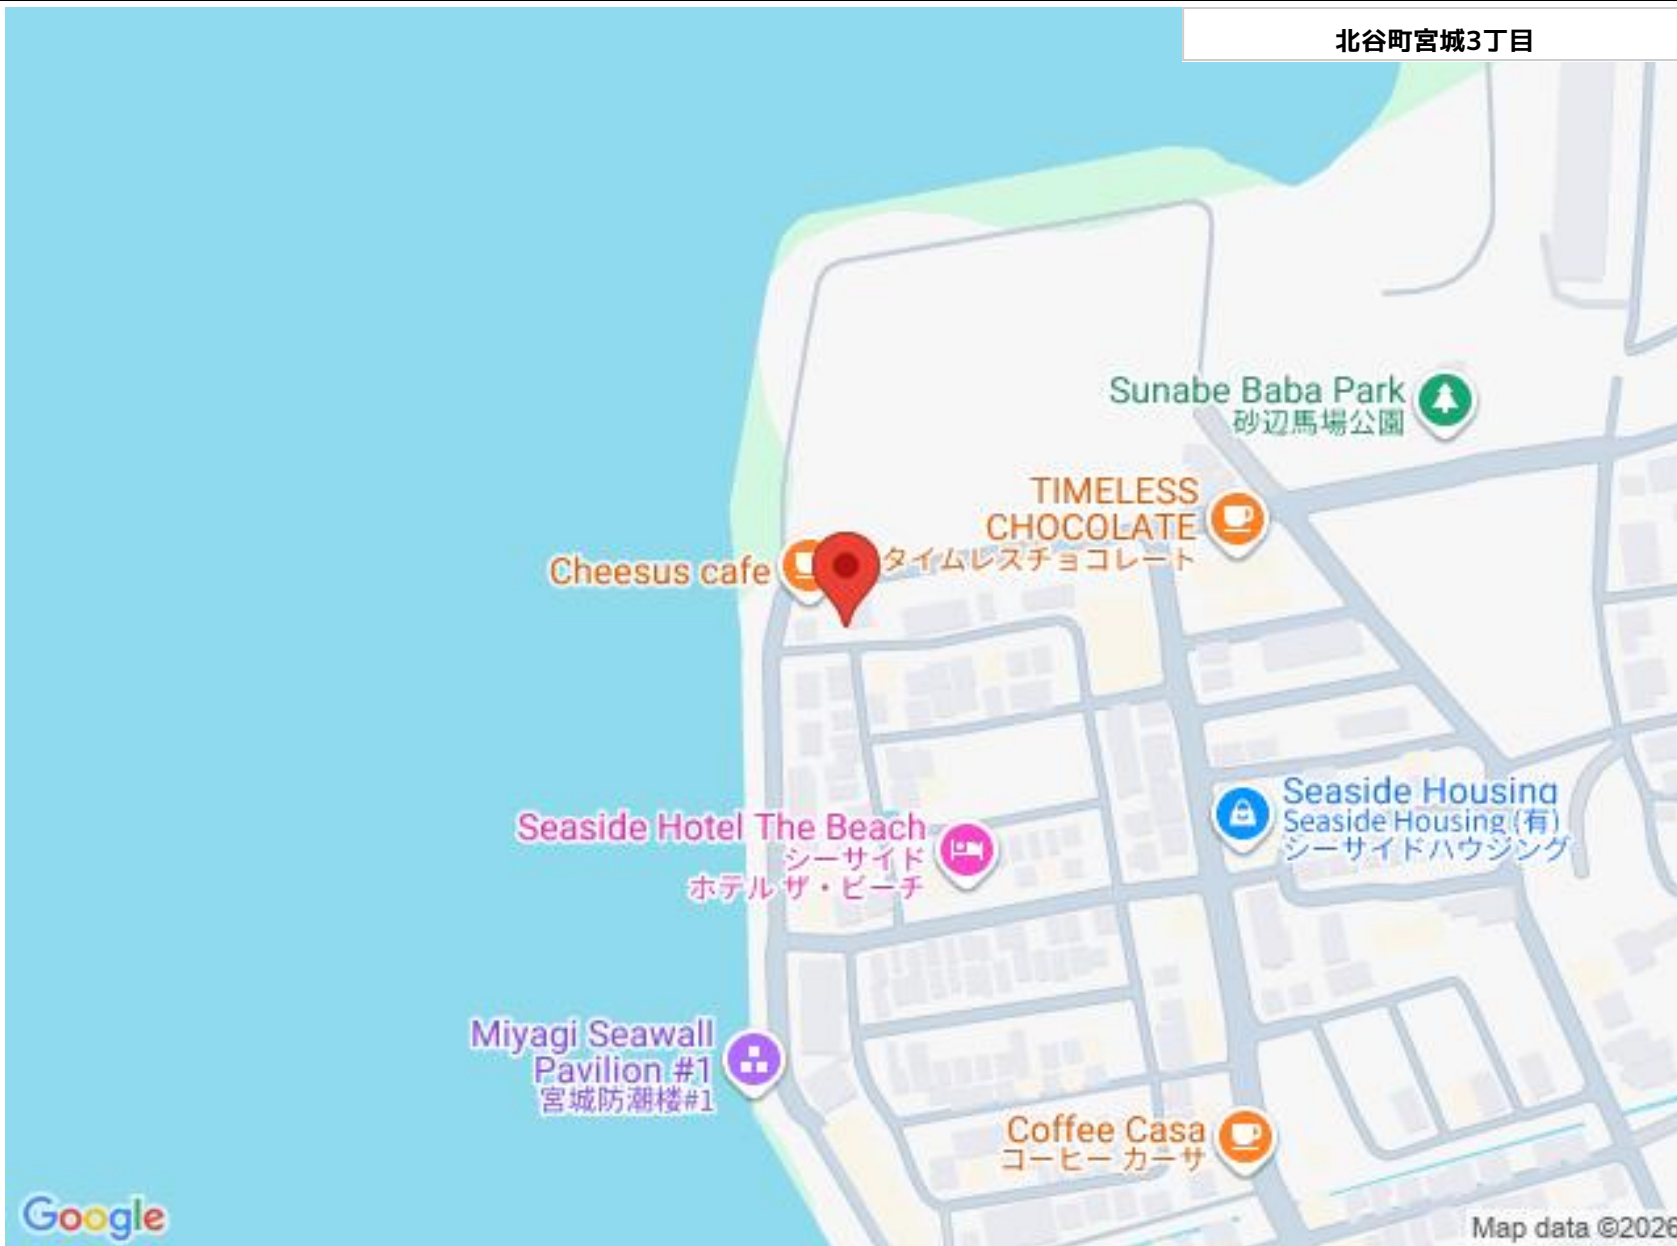 北谷町宮城3丁目
Sunabe Baba Park
砂辺馬場公園
TIMELESS
CHOCOLATE
タイムレスチョコレート
Cheesus cafe
Seaside Housing
Seaside Housing (有)
シーサイドハウジング
Seaside Hotel The Beach
シーサイド
ホテル ザ・ビーチ
Miyagi Seawall
Pavilion #1
宮城防潮楼#1
Coffee Casa
コーヒー カーサ
Google
Map data ©2026